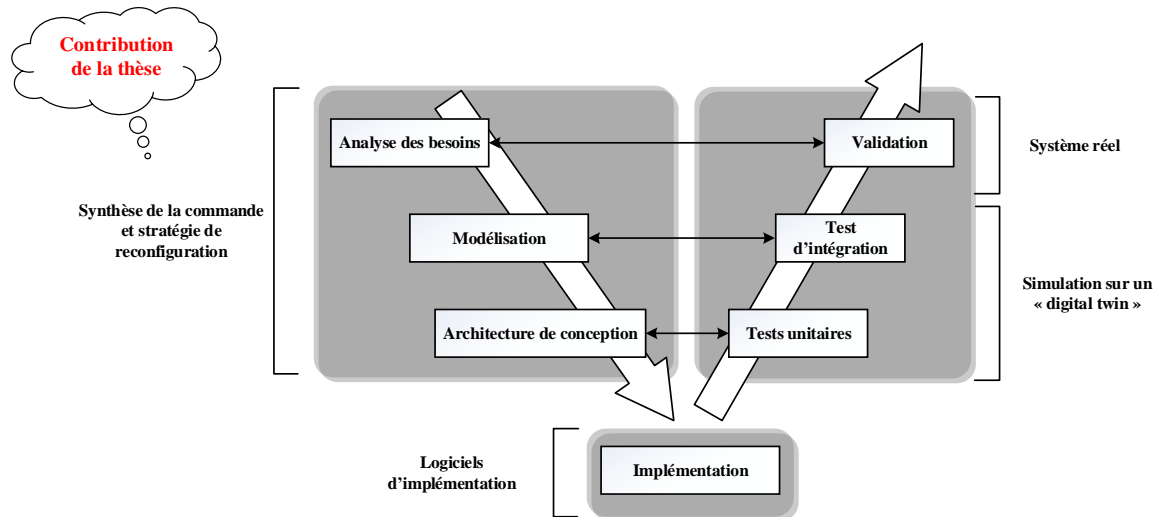 Contribution
de la thèse
Synthèse de la commande
et stratégie de
reconfiguration
Analyse des besoins
Modélisation
Architecture de conception
Validation
Test
d'intégration
Tests unitaires
Système réel
Simulation sur un
« digital twin »
Logiciels
d'implémentation
Implémentation